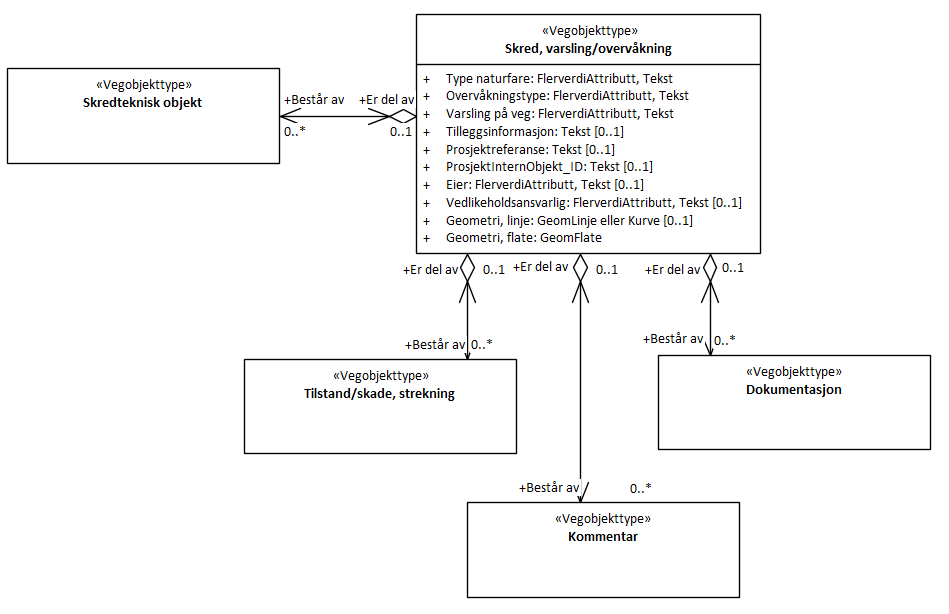 «Vegobjekttype»
Skred, varsling/overvåkning
+ Type naturfare: FlerverdiAttributt, Tekst
+ Overvåkningstype: FlerverdiAttributt, Tekst
+ Varsling på veg: FlerverdiAttributt, Tekst
+ Tilleggsinformasjon: Tekst [0..1]
+ Prosjektreferanse: Tekst [0..1]
+ ProsjektInternObjekt_ID: Tekst [0..1]
+ Eier: FlerverdiAttributt, Tekst [0..1]
+ Vedlikeholdsansvarlig: FlerverdiAttributt, Tekst [0..1]
+ Geometri, linje: GeomLinje eller Kurve [0..1]
+ Geometri, flate: GeomFlate
«Vegobjekttype»
Skredteknisk objekt
+Består av
+Er del av
0..*
0..1
+Er del av
0..1
+Er del av
0..1
+Er del av
0..1
+Består av
0..*
+Består av
0..*
«Vegobjekttype»
Tilstand/skade, strekning
«Vegobjekttype»
Dokumentasjon
+Består av
0..*
«Vegobjekttype»
Kommentar